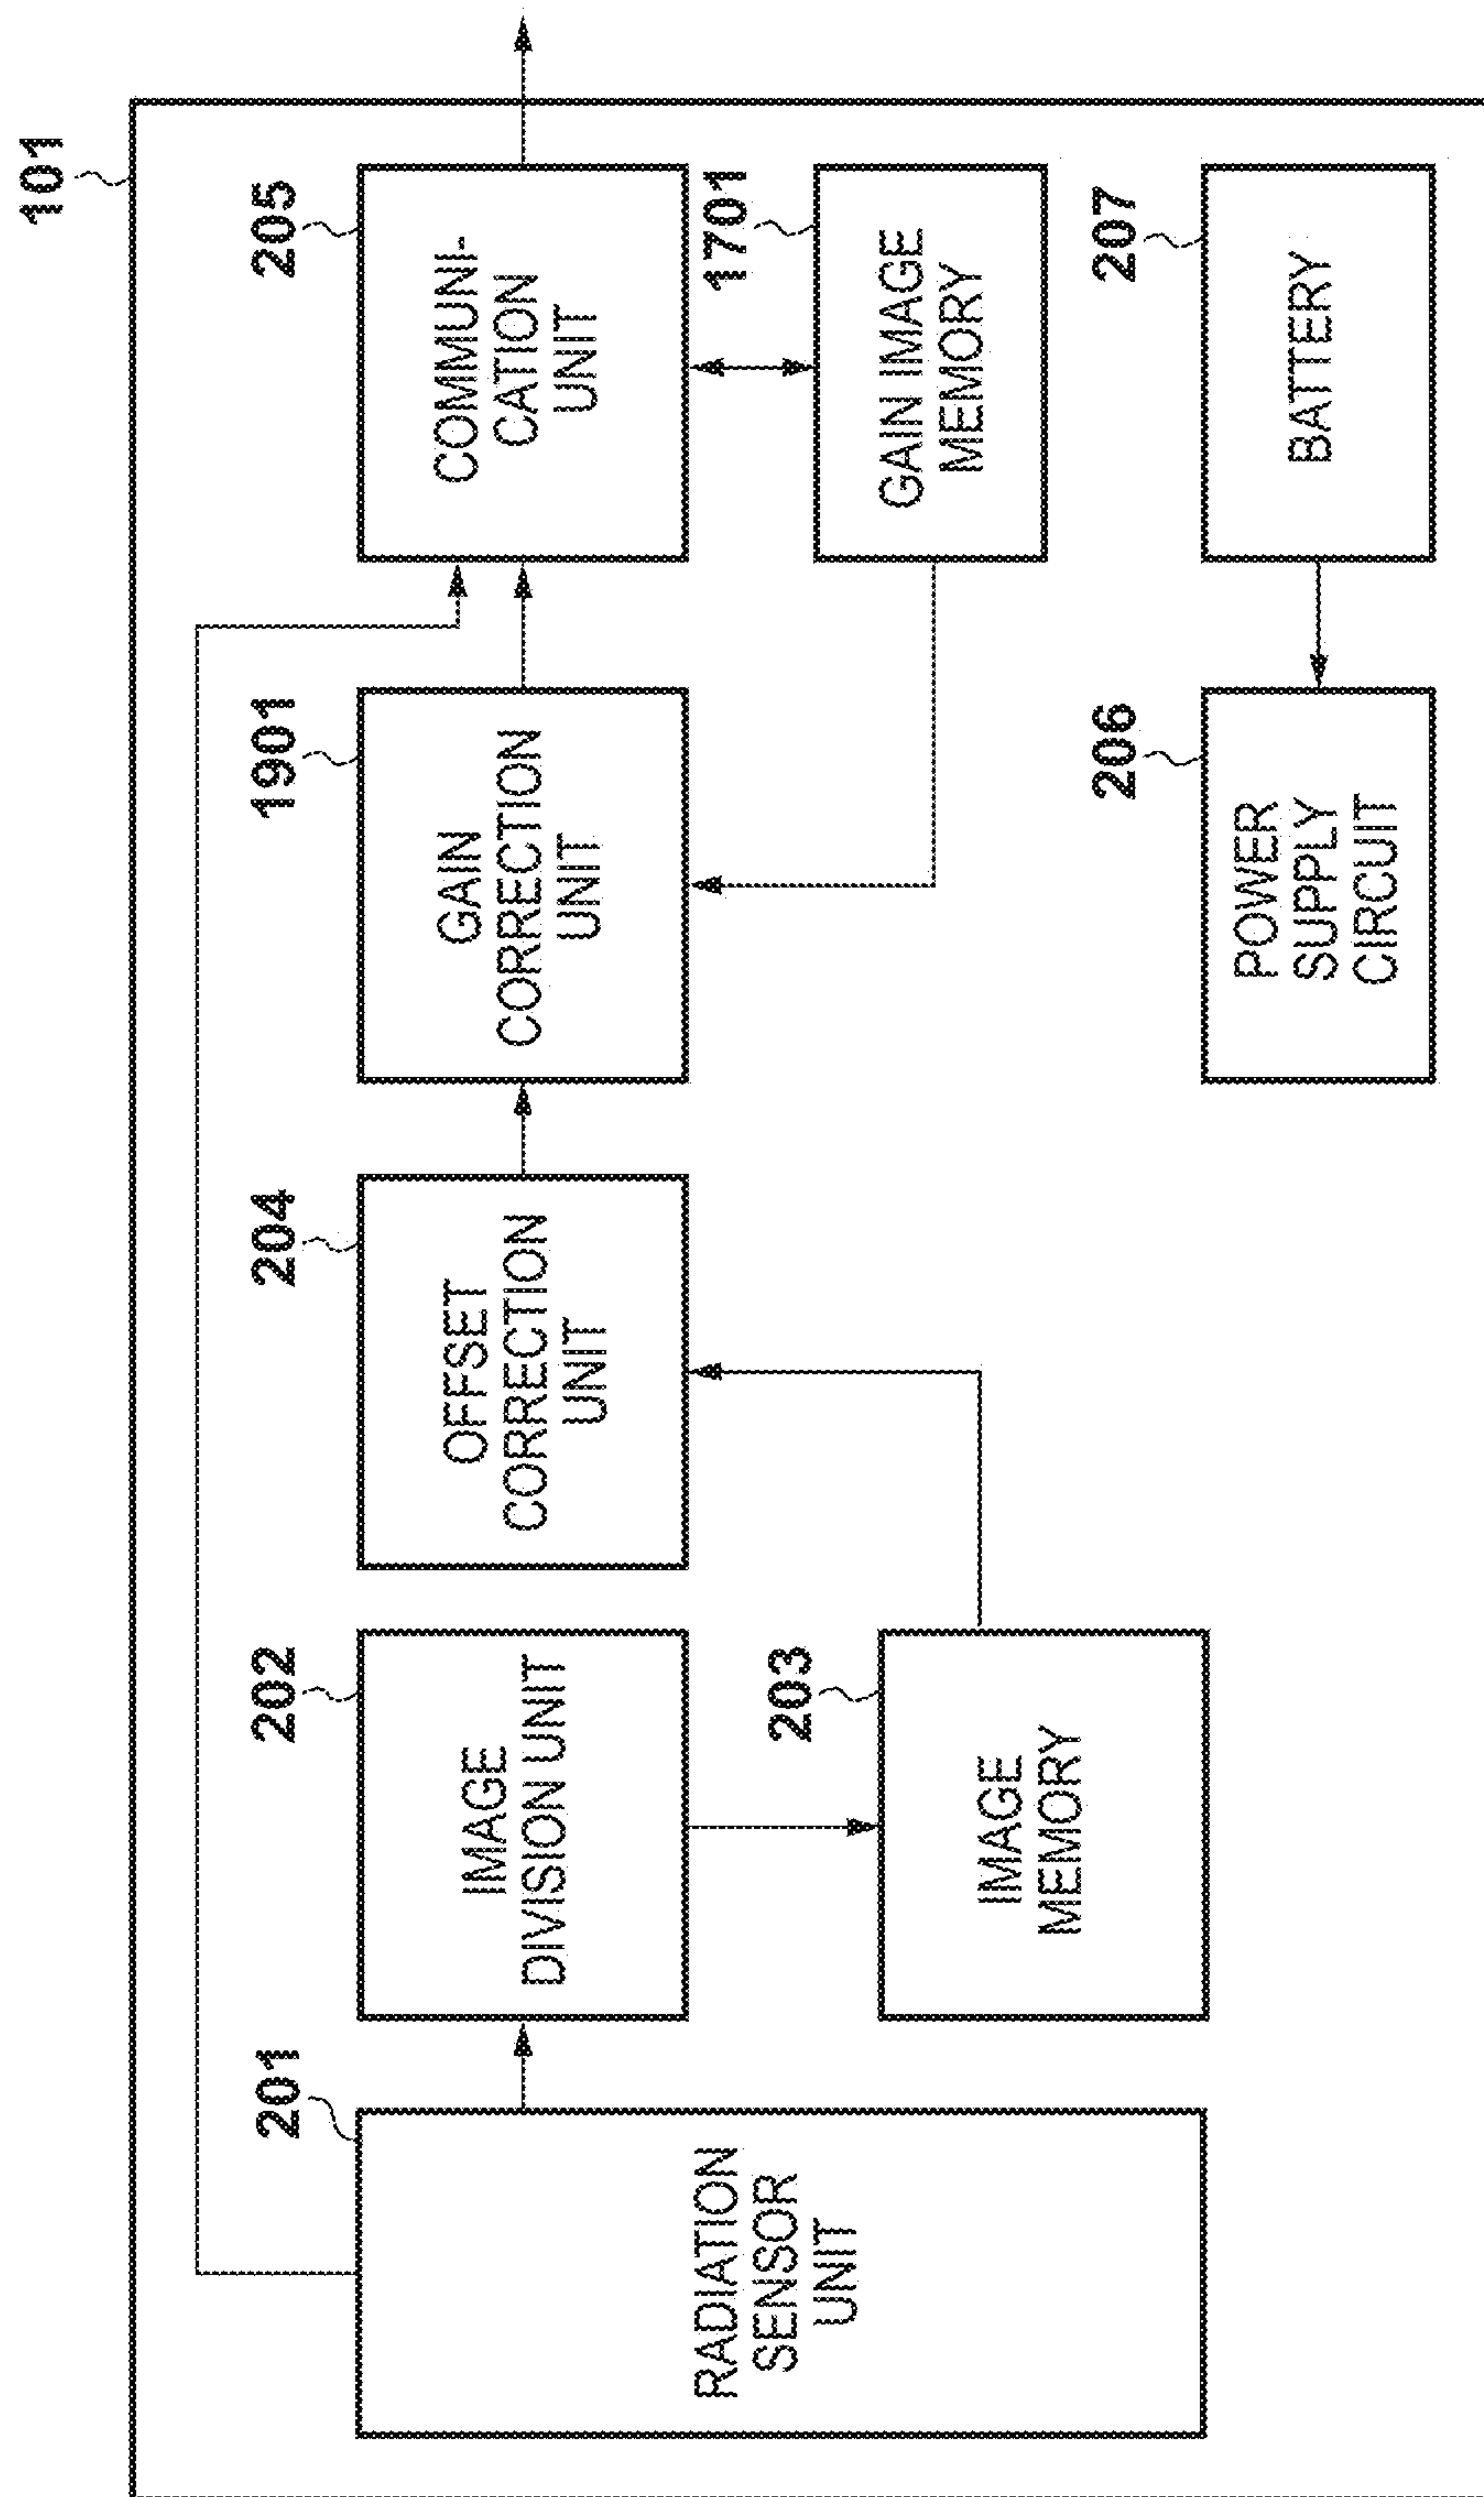 101
201
RADIATION
SENSOR
UNIT
202
IMAGE
DIVISION UNIT
203
IMAGE
MEMORY
204
OFFSET
CORRECTION
UNIT
1901
GAIN
CORRECTION
UNIT
205
COMMUNI-
CATION
UNIT
1701
GAIN IMAGE
MEMORY
206
POWER
SUPPLY
CIRCUIT
207
BATTERY